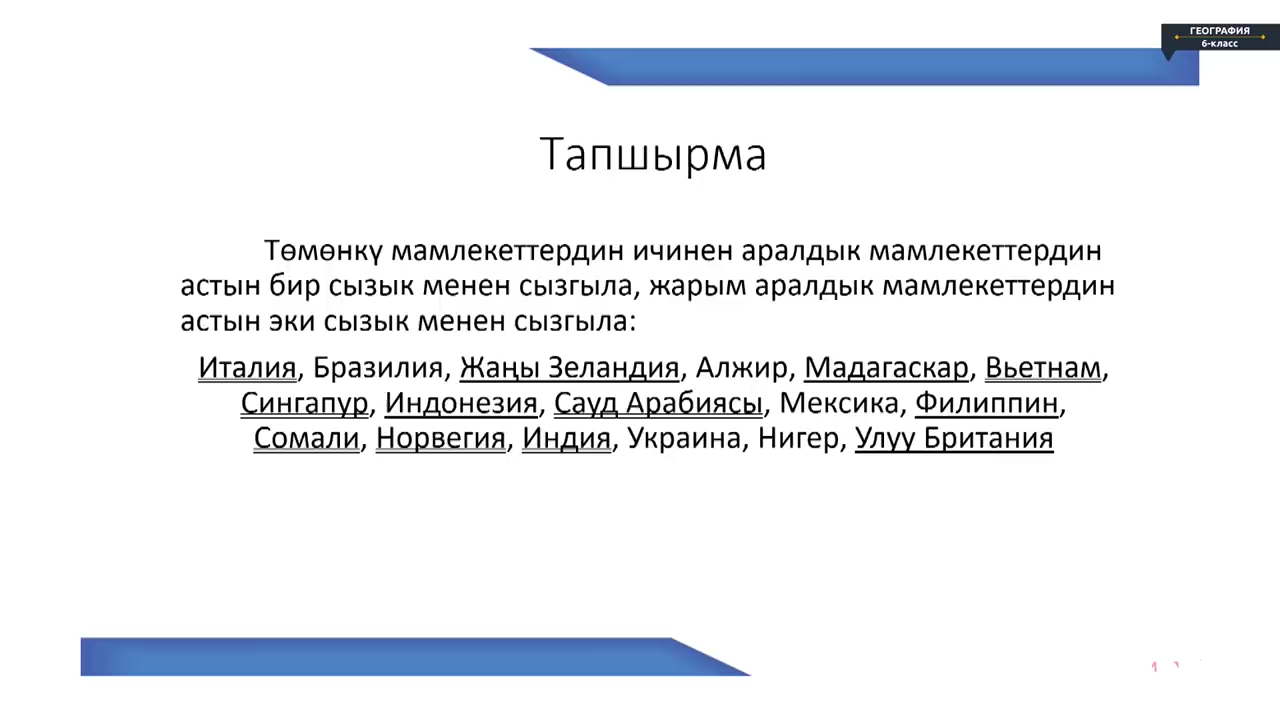 ГЕОГРАФИЯ
6-класс
Тапшырма
Төмөнкү мамлекеттердин ичинен аралдык мамлекеттердин
астын бир сызык менен сызгыла, жарым аралдык мамлекеттердин
астын эки сызык менен сызгыла:
Италия, Бразилия, Жаңы Зеландия, Алжир, Мадагаскар, Вьетнам,
Сингапур, Индонезия, Сауд Арабиясы, Мексика, Филиппин,
Сомали, Норвегия, Индия, Украина, Нигер, Улуу Британия